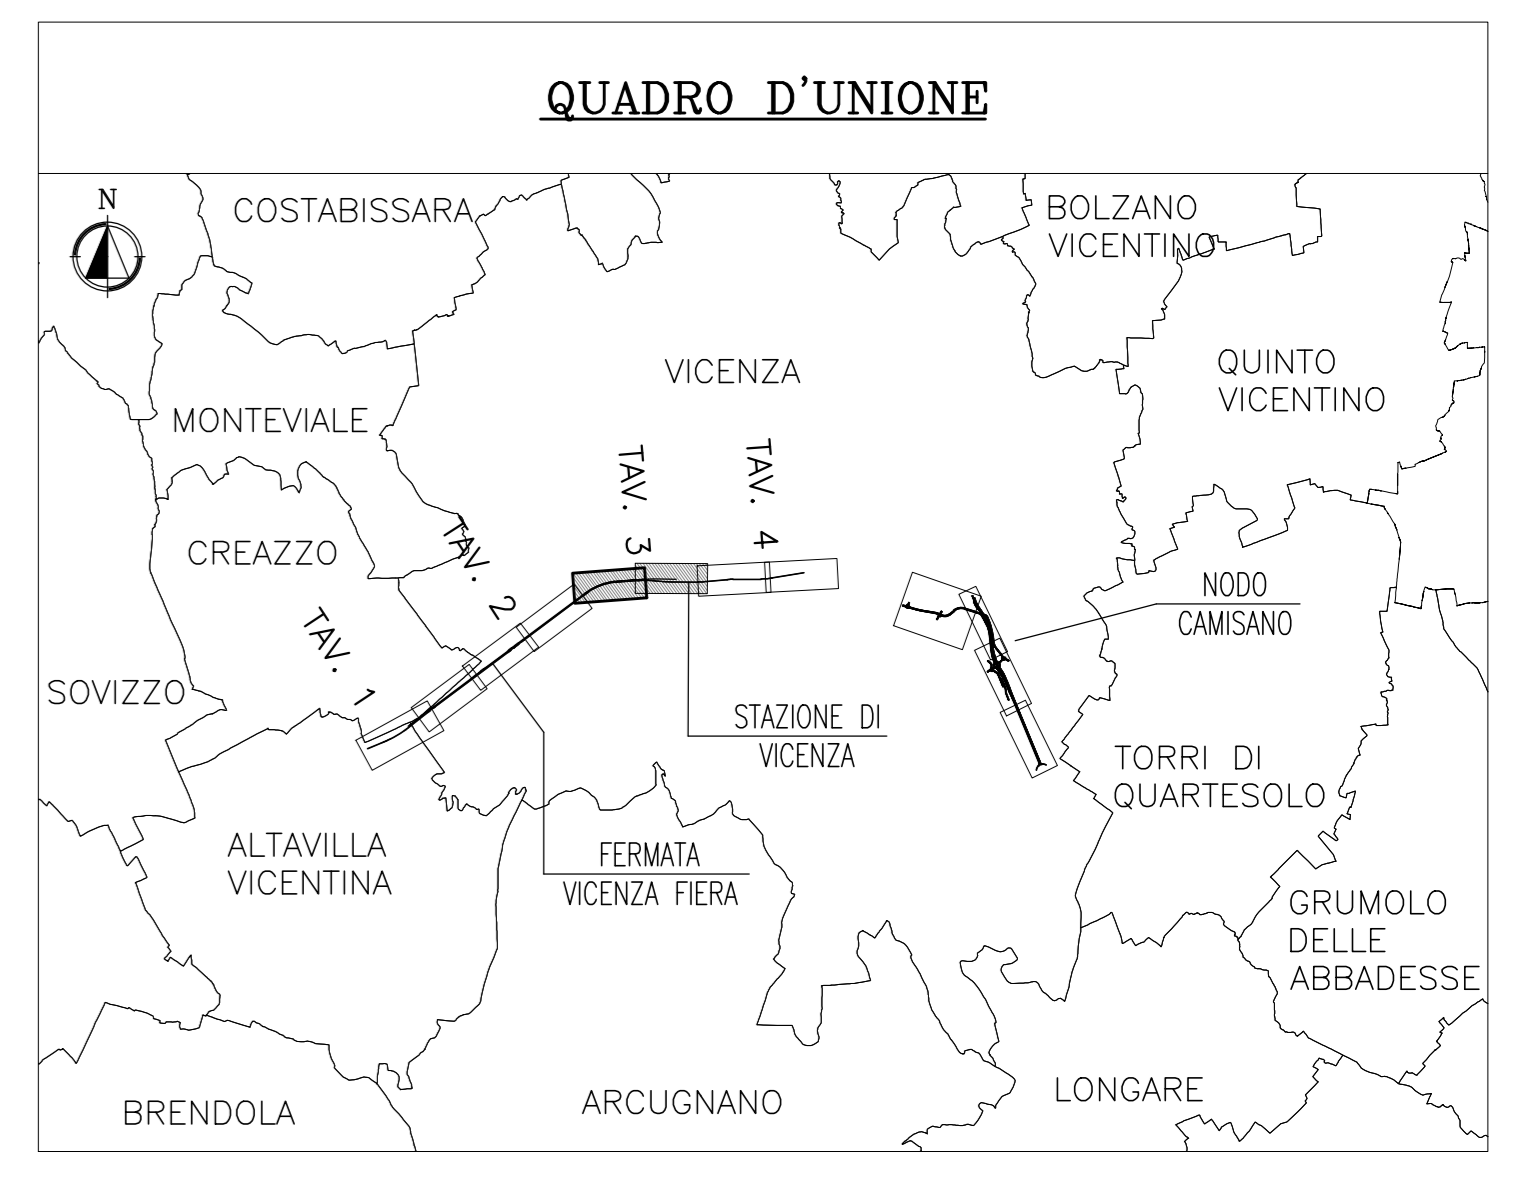 QUADRO D'UNIONE
N
COSTABISSARA
BOLZANO
VICENTINO
VICENZA
QUINTO
VICENTINO
MONTEVIALE
TAV. 3
TAV. 4
CREAZZO
TAV. 2
NODO
CAMISANO
TAV. 1
SOVIZZO
STAZIONE DI
VICENZA
TORRI DI
QUARTESOLO
ALTAVILLA
VICENTINA
FERMATA
VICENZA FIERA
GRUMOLO
DELLE
ABBADESSE
BRENDOLA
ARCUGNANO
LONGARE